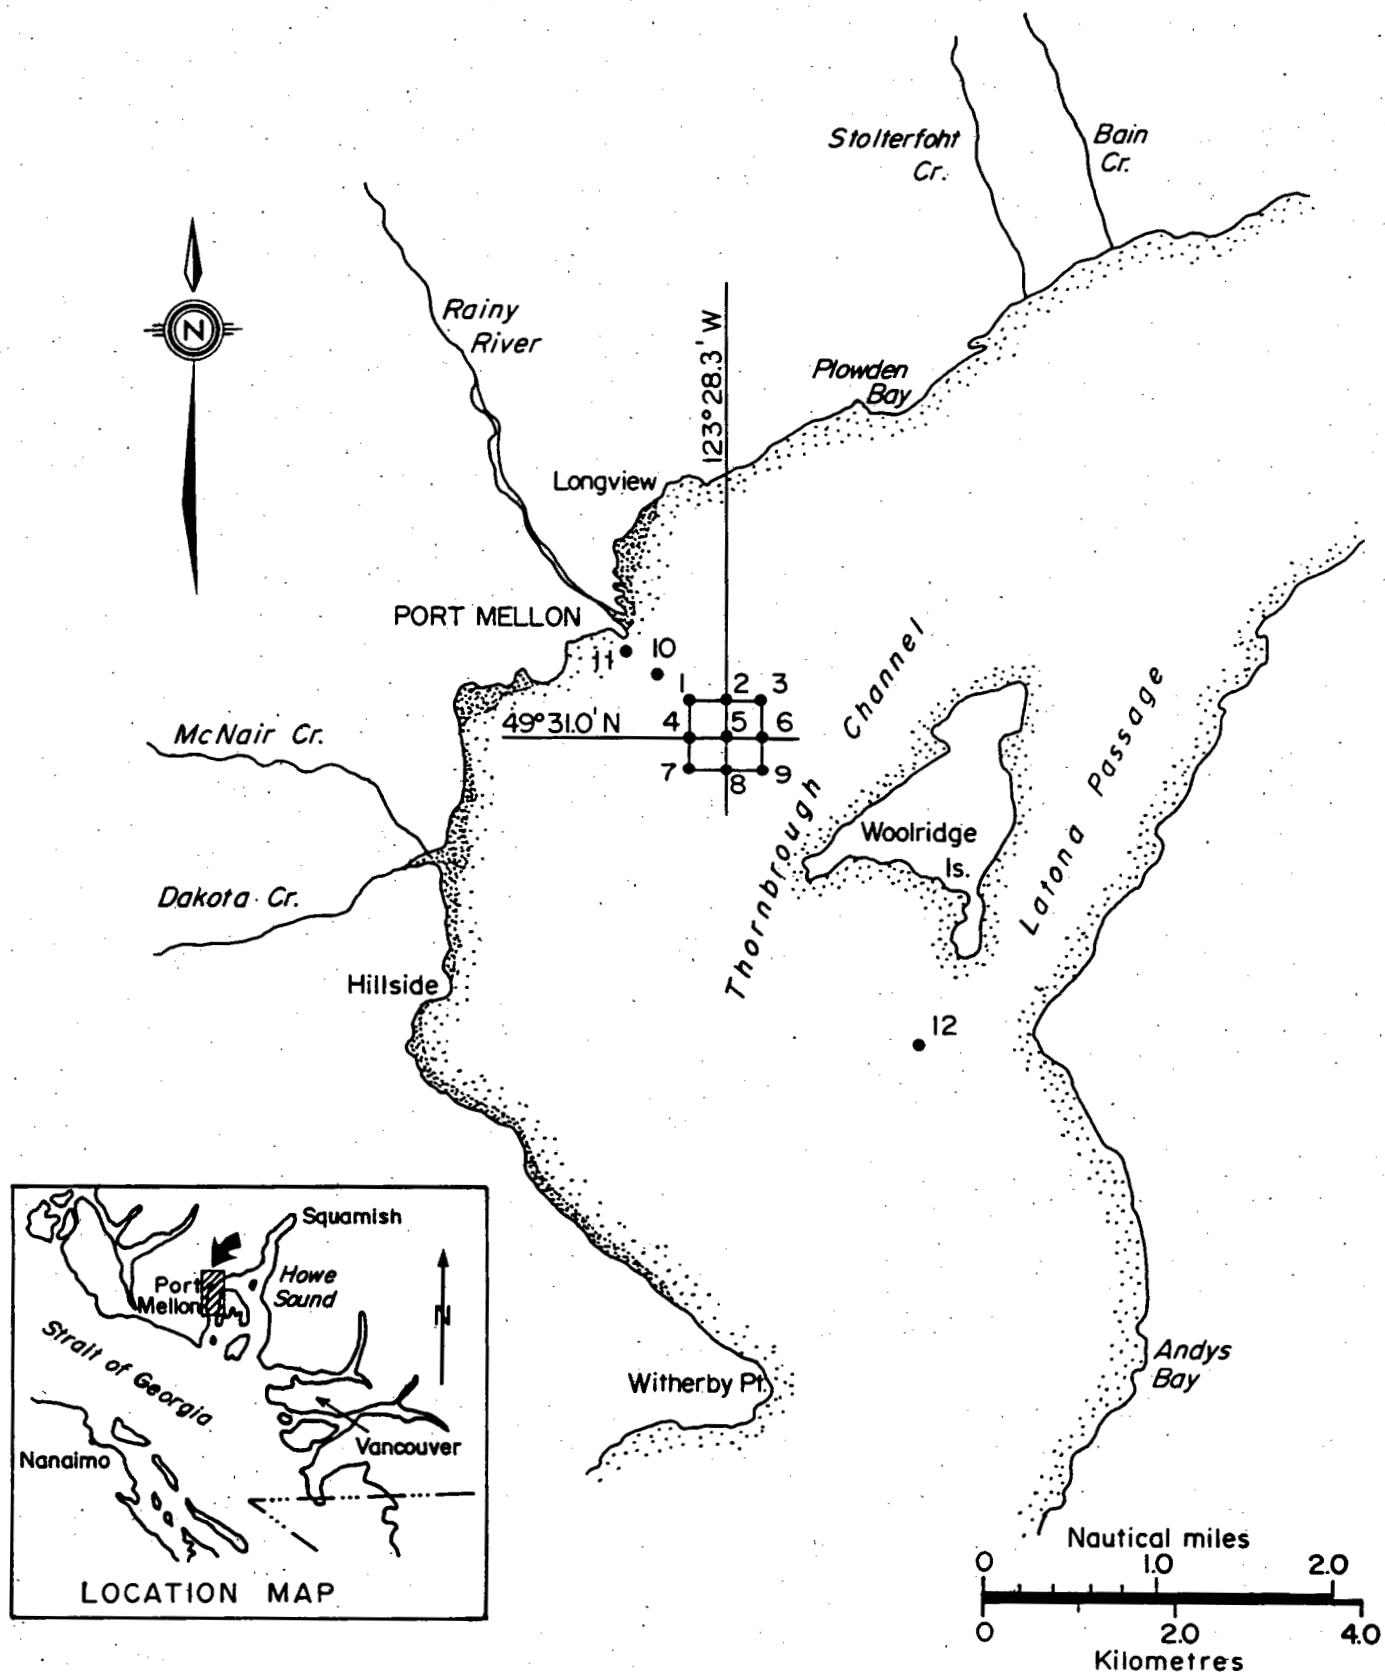 Stolterfoht
Cr.
Bain
Cr.
N
Rainy
River
123° 28.3' W
Plowden
Bay
Longview
PORT MELLON
11
10
1
2
3
49°31.0'N
4
5
6
7
8
9
McNair Cr.
Dakota Cr.
Thornbrough Channel
Woolridge
Is.
Latona Passage
Hillside
12
Witherby Pt.
Andys
Bay
Squamish
Howe
Sound
Port
Mellon
N
Strait of Georgia
Vancouver
Nanaimo
LOCATION MAP
Nautical miles
0 1.0 2.0
0 2.0 4.0
Kilometres